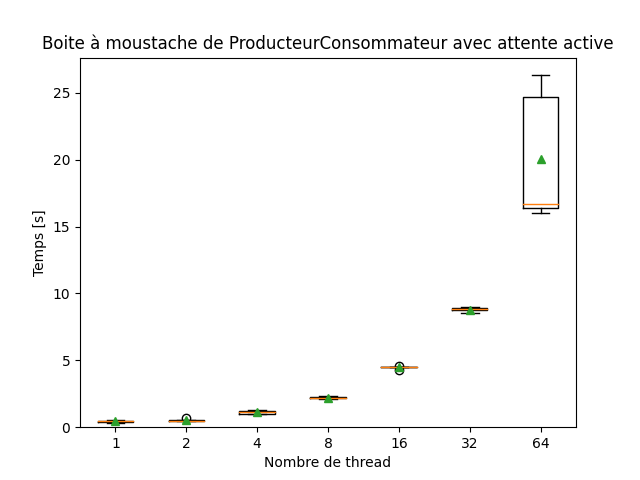 Boite à moustache de ProducteurConsommateur avec attente active
25
20
15
10
5
0
Temps [s]
1 2 4 8 16 32 64
Nombre de thread